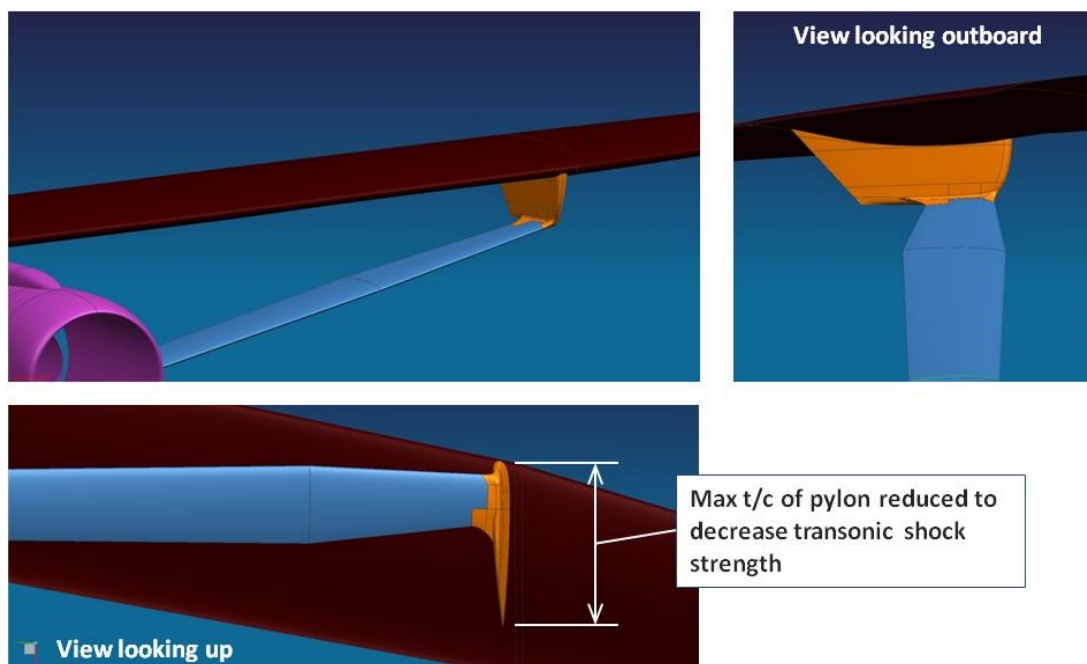 View looking outboard
Max t/c of pylon reduced to
decrease transonic shock
strength
View looking up